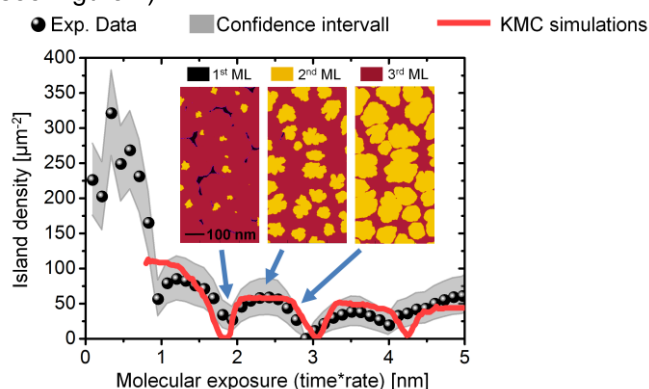 Exp. Data Confidence intervall KMC simulations
400
350
300
250
200
150
100
50
0
Island density [µm⁻²]
1ˢᵗ ML 2ⁿᵈ ML 3ʳᵈ ML
100 nm
0 1 2 3 4 5
Molecular exposure (time*rate) [nm]